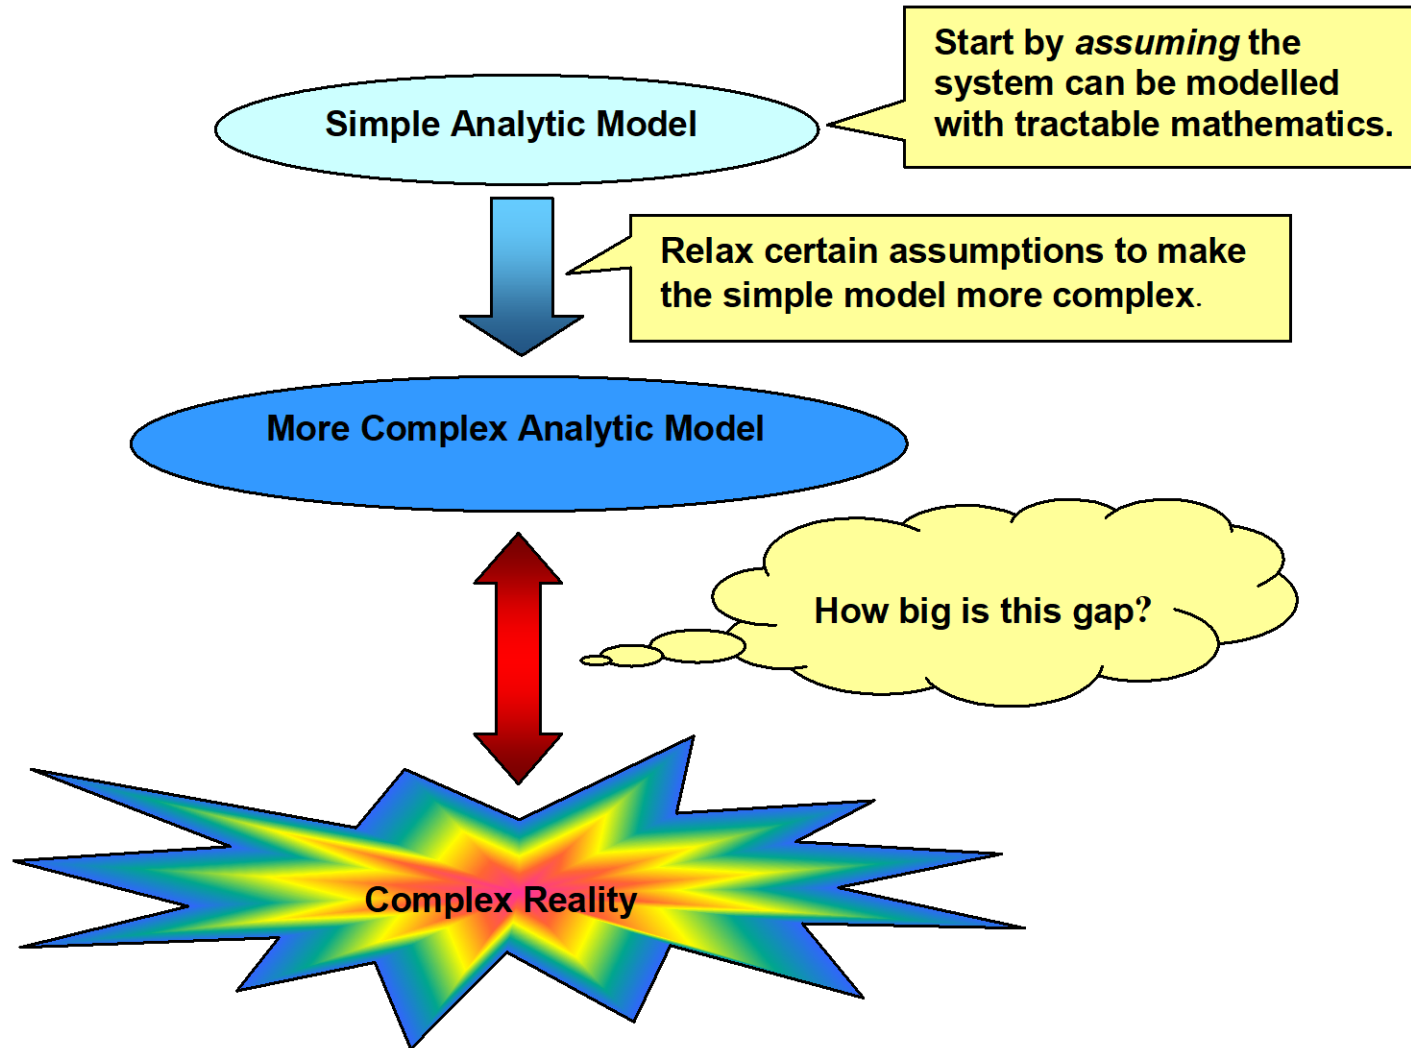 Start by assuming the
system can be modelled
with tractable mathematics.
Simple Analytic Model
Relax certain assumptions to make
the simple model more complex.
More Complex Analytic Model
How big is this gap?
Complex Reality